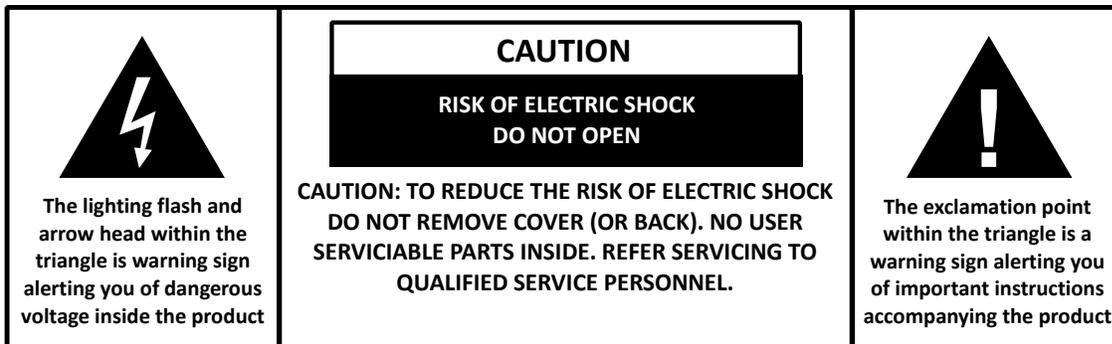 The lighting flash and
arrow head within the
triangle is warning sign
alerting you of dangerous
voltage inside the product
CAUTION
RISK OF ELECTRIC SHOCK
DO NOT OPEN
CAUTION: TO REDUCE THE RISK OF ELECTRIC SHOCK
DO NOT REMOVE COVER (OR BACK). NO USER
SERVICIABLE PARTS INSIDE. REFER SERVICING TO
QUALIFIED SERVICE PERSONNEL.
!
The exclamation point
within the triangle is a
warning sign alerting you
of important instructions
accompanying the product